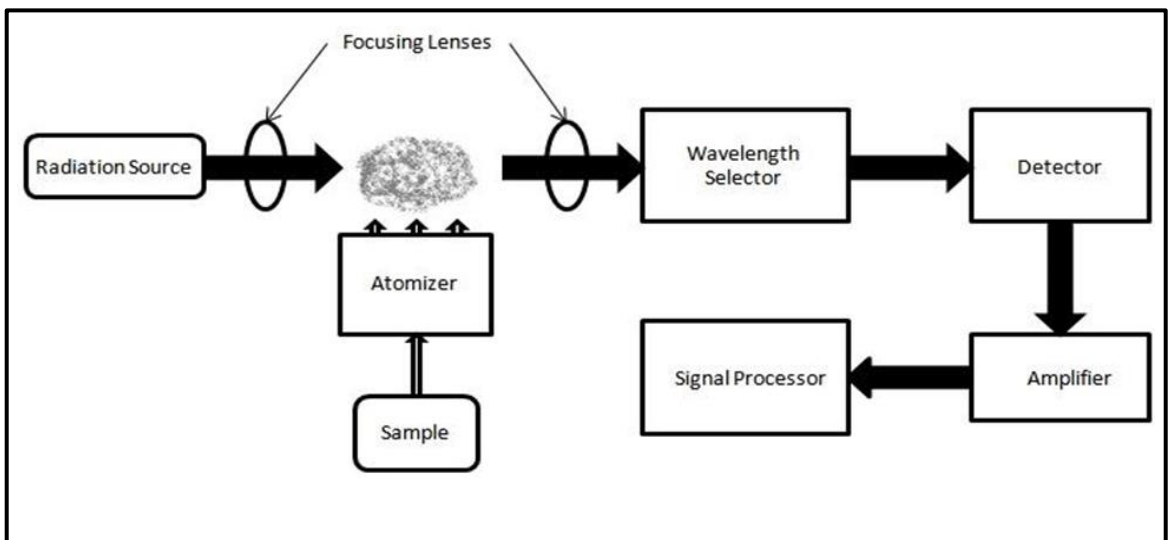 Focusing Lenses
Radiation Source
Wavelength
Selector
Detector
Atomizer
Signal Processor
Amplifier
Sample